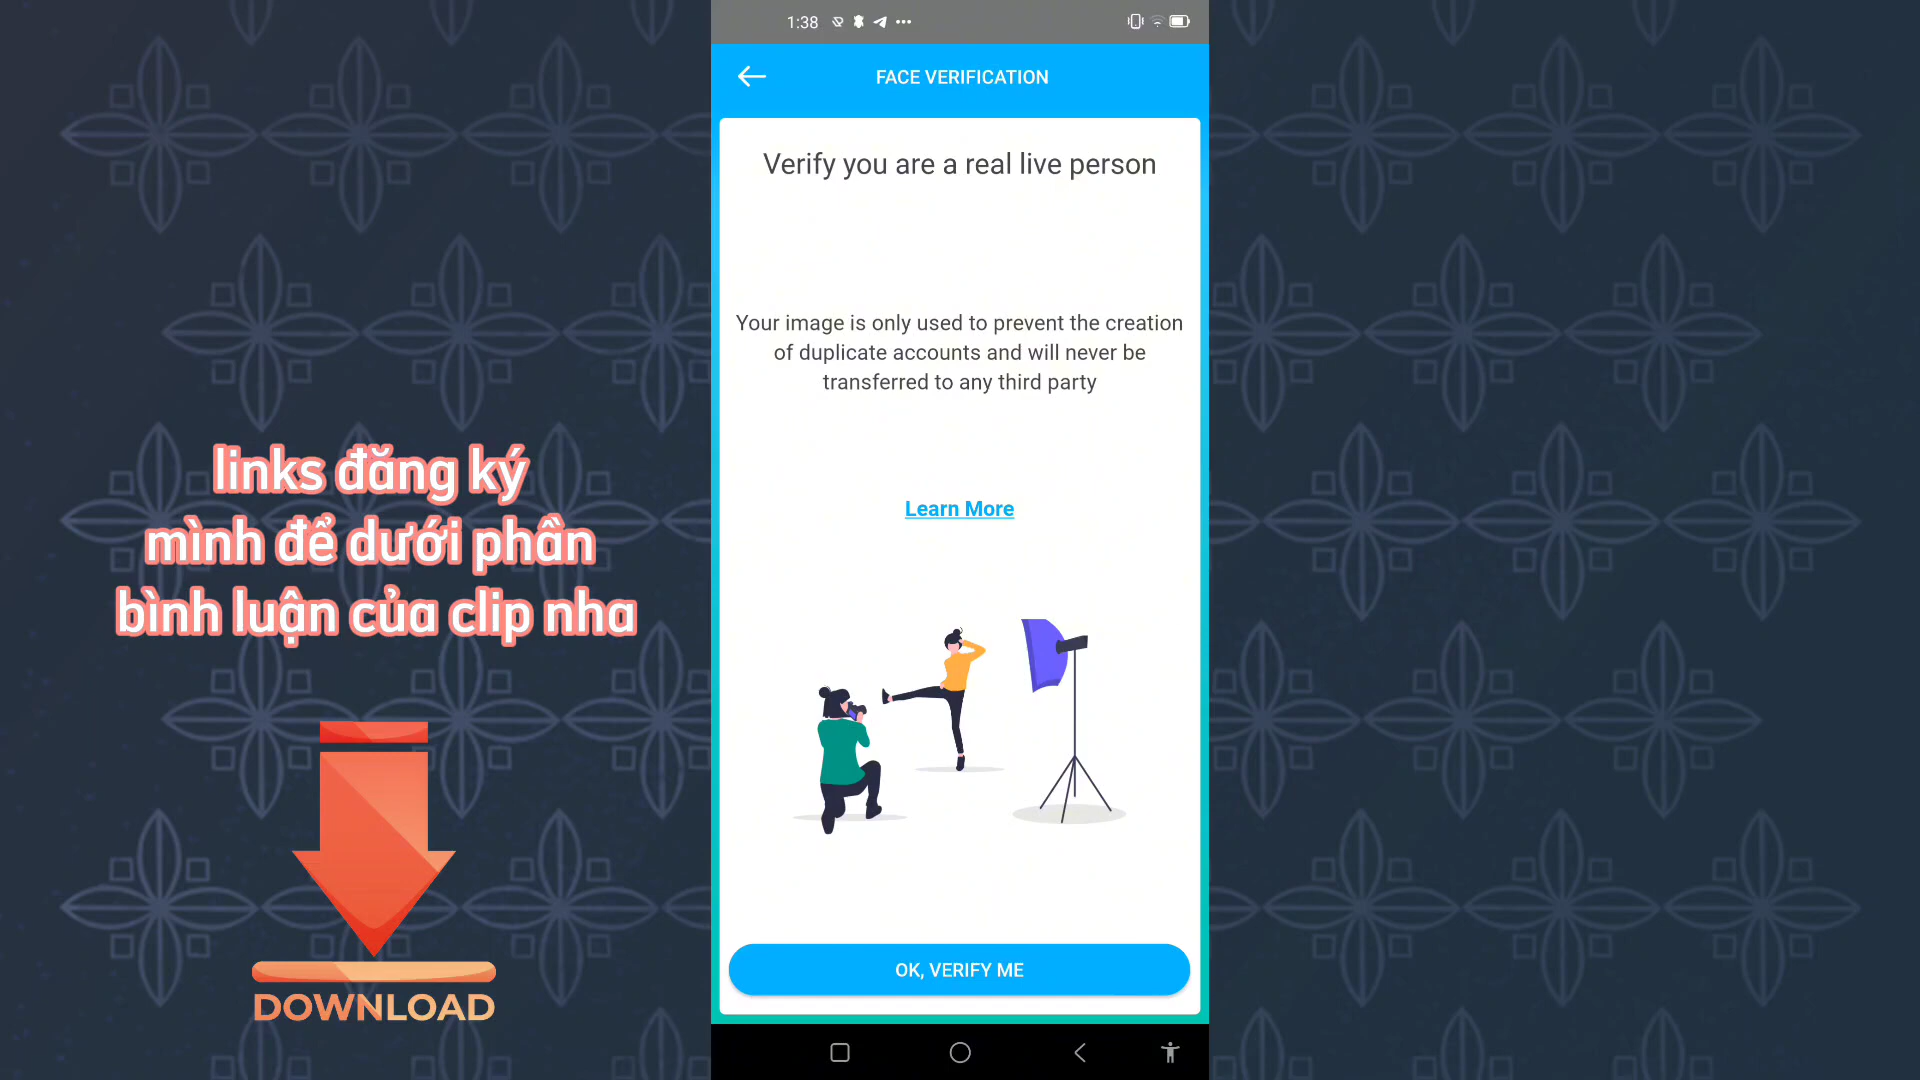 1:38
FACE VERIFICATION
Verify you are a real live person
Your image is only used to prevent the creation
of duplicate accounts and will never be
transferred to any third party
Learn More
OK, VERIFY ME
links đăng ký
mình để dưới phần
bình luận của clip nha
DOWNLOAD